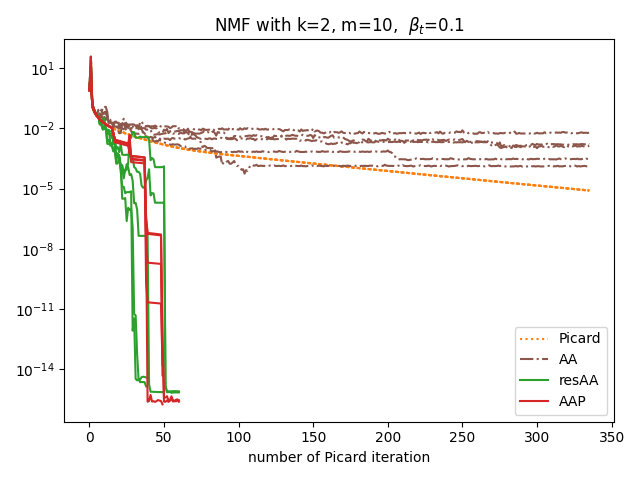 NMF with k=2, m=10, β_t=0.1
10^1
10^−2
10^−5
10^−8
10^−11
10^−14
0 50 100 150 200 250 300 350
number of Picard iteration
Picard
AA
resAA
AAP